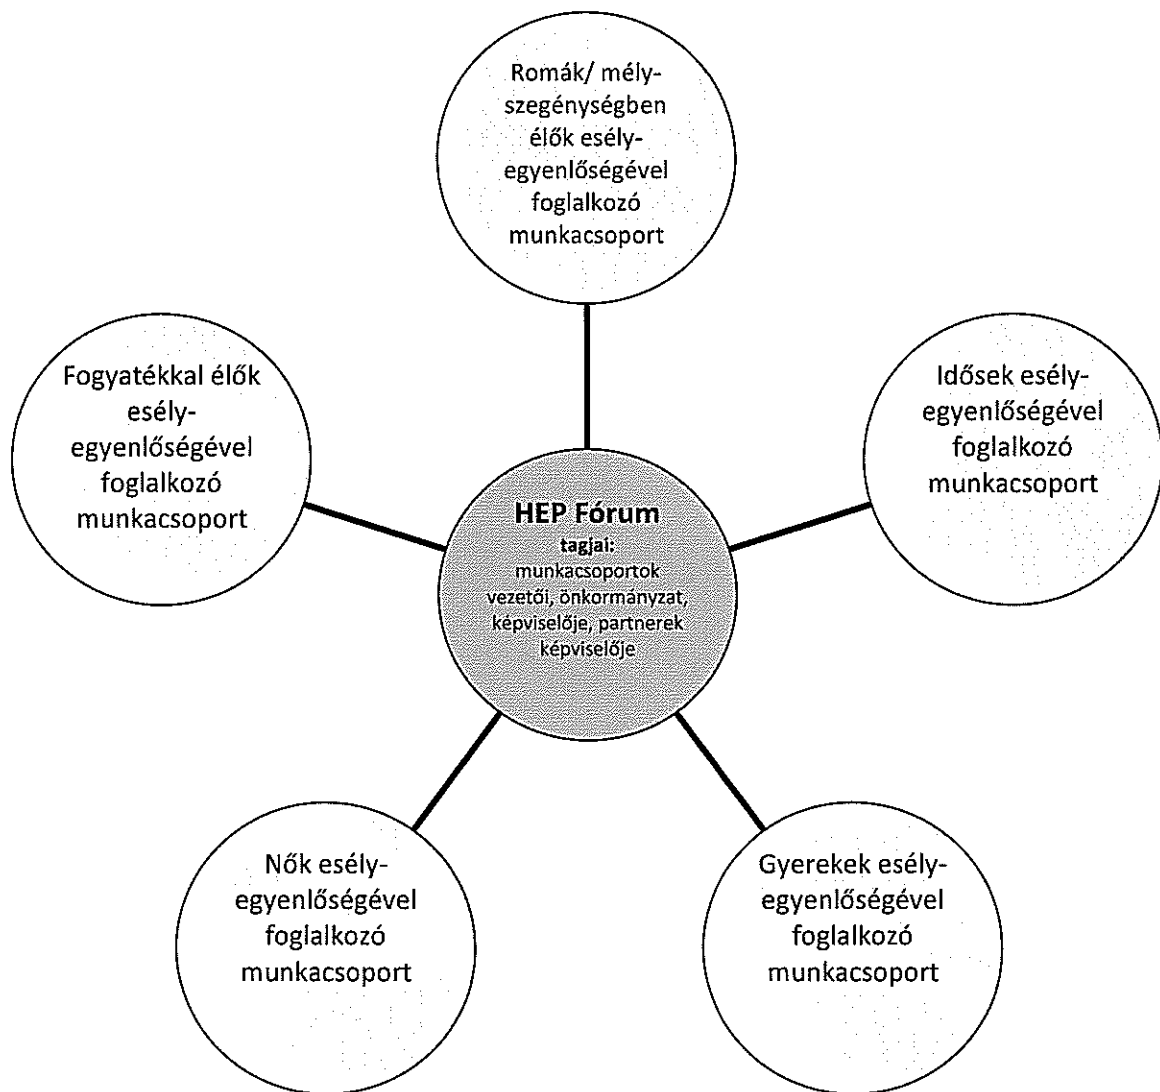 Romák/ mély-
szegénységben
élők esély-
egyenlőségével
foglalkozó
munkacsoport
Fogyatékkal élők
esély-
egyenlőségével
foglalkozó
munkacsoport
Idősek esély-
egyenlőségével
foglalkozó
munkacsoport
HEP Fórum
tagjai:
munkacsoportok
vezetői, önkormányzat,
képviselője, partnerek
képviselője
Nők esély-
egyenlőségével
foglalkozó
munkacsoport
Gyerekek esély-
egyenlőségével
foglalkozó
munkacsoport